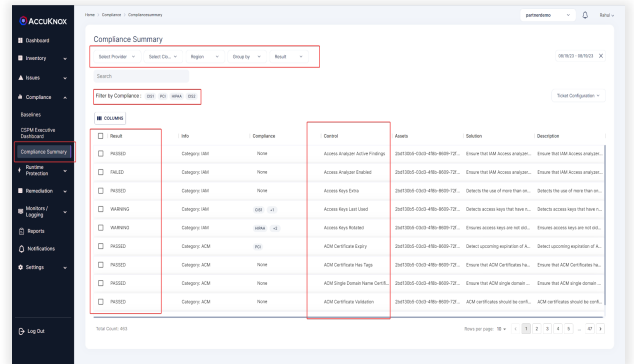 ACCUKNOX
Home > Compliance > Compliancesummary
partnerdemo
Rahul
Dashboard
Inventory
Issues
Compliance
Baselines
CSPM Executive
Dashboard
Compliance Summary
Runtime
Protection
Remediation
Monitors /
Logging
Reports
Notifications
Settings
Log Out
Compliance Summary
Select Provider Select Co... Region Group by Result
08/19/23 - 08/19/23 X
Search
Filter by Compliance: PCI HIPAA
Ticket Configuration
COLUMNS
Result Info Compliance Control Assets Solution Description
PASSED Category: IAM None Access Analyzer Active Findings Ensure that IAM Access analyzer... Ensure that IAM Access analyzer...
FAILED Category: IAM None Access Analyzer Enabled Ensure that IAM Access analyzer... Ensure that IAM Access analyzer...
PASSED Category: IAM None Access Keys Extra Detects the use of more than on... Detects the use of more than on...
WARNING Category: IAM +1 Access Keys Last Used Detects access keys that have n... Detects access keys that have n...
WARNING Category: IAM HIPAA Access Keys Rotated Ensures access keys are not old... Ensures access keys are not old...
PASSED Category: ACM PCI ACM Certificate Expiry Detect upcoming expiration of A... Detect upcoming expiration of A...
PASSED Category: ACM None ACM Certificate Has Tags Ensure that ACM Certificates ha... Ensure that ACM Certificates ha...
PASSED Category: ACM None ACM Single Domain Name Certifi... Ensure that ACM single domain ... Ensure that ACM single domain ...
PASSED Category: ACM None ACM Certificate Validation ACM certificates should be confi... ACM certificates should be confi...
Total Count: 463
Rows per page: 10 1 2 3 4 5 ... 47